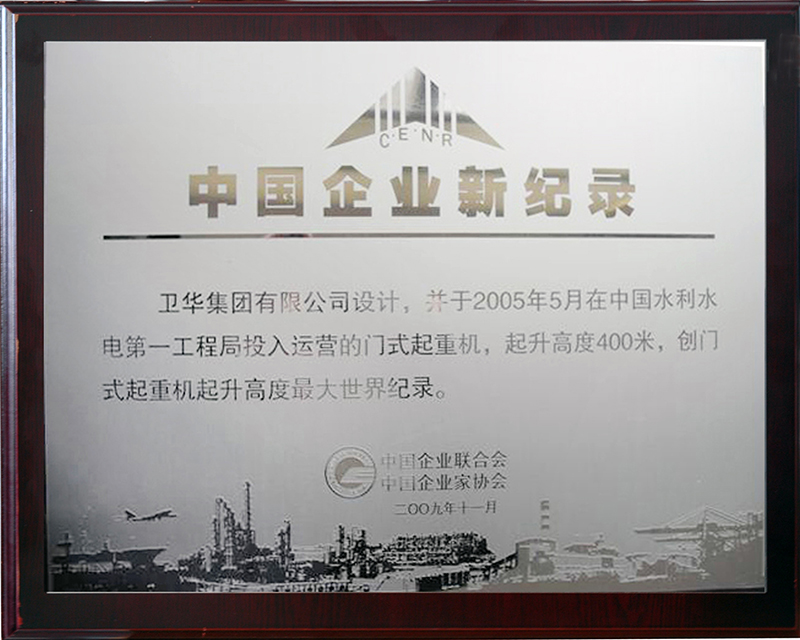 C·E·N·R
中国企业新纪录
卫华集团有限公司设计，并于2005年5月在中国水利水
电第一工程局投入运营的门式起重机，起升高度400米，创门
式起重机起升高度最大世界纪录。
中国企业联合会
中国企业家协会
二〇〇九年十一月